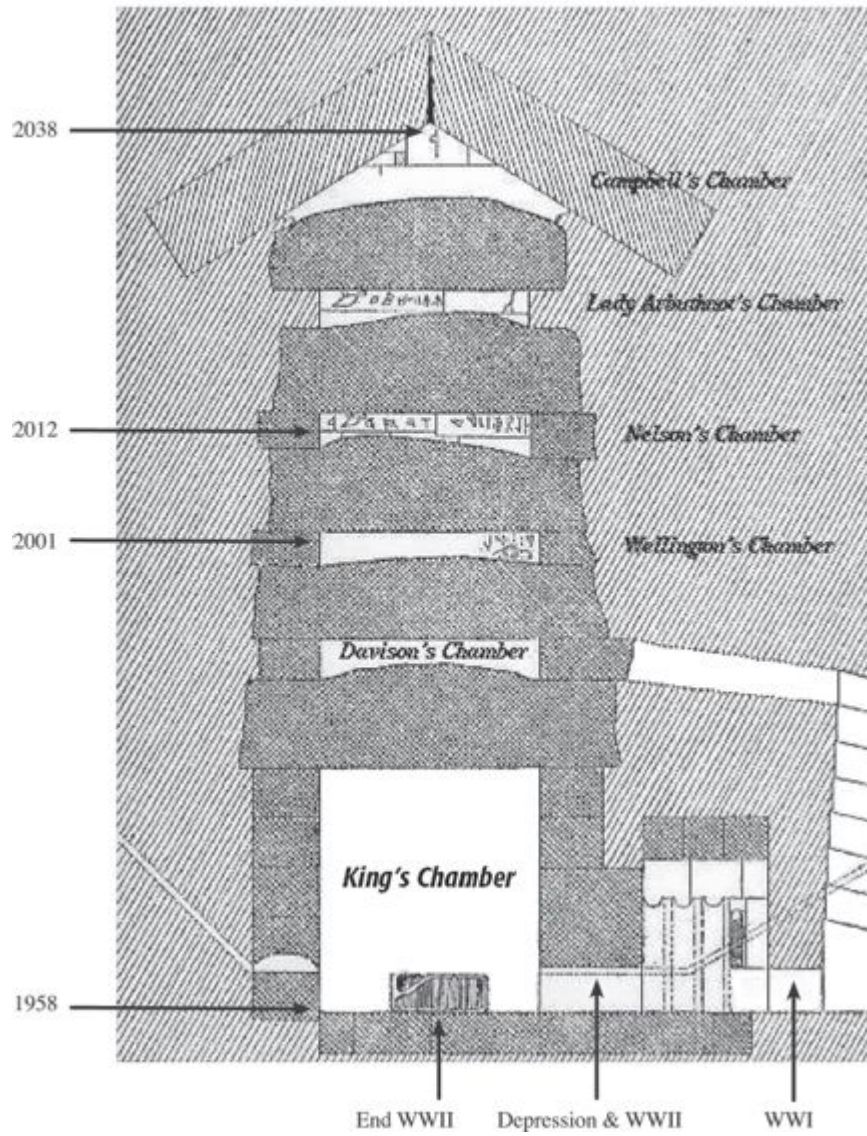 2038
Campbell's Chamber
Lady Arbuthnot's Chamber
2012
Nelson's Chamber
2001
Wellington's Chamber
Davison's Chamber
King's Chamber
1958
End WWII
Depression & WWII
WWI